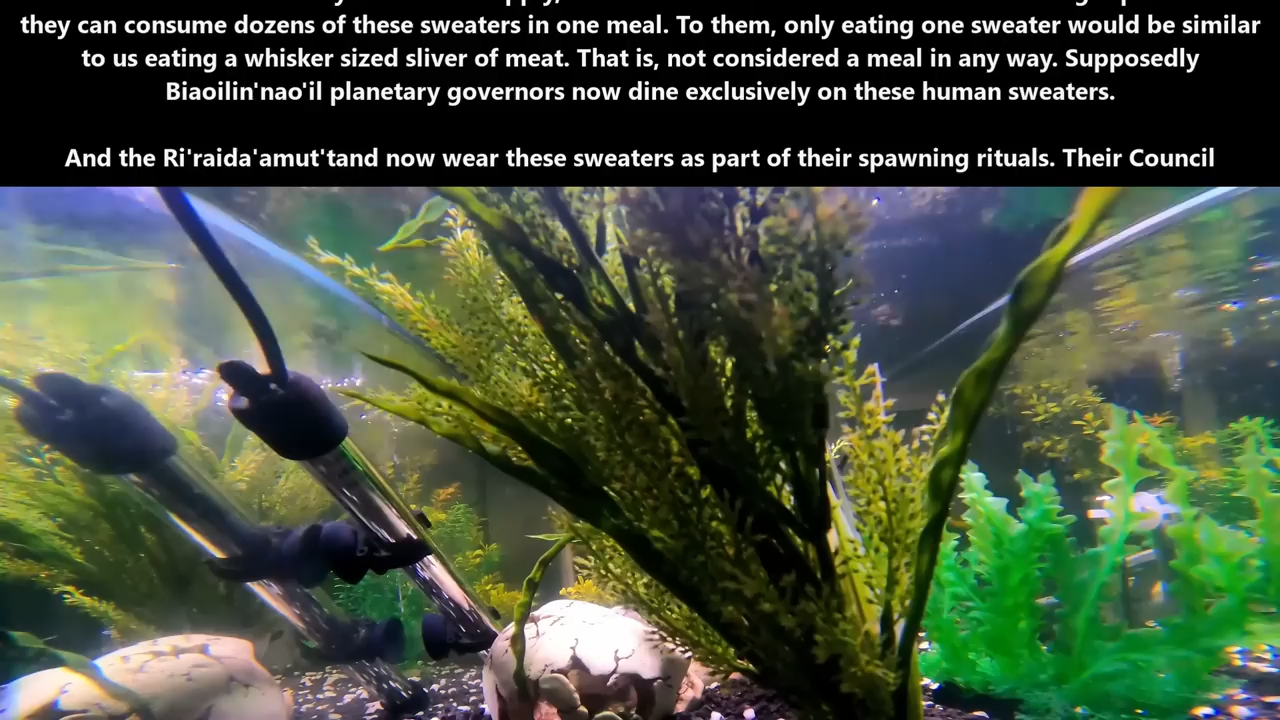 they can consume dozens of these sweaters in one meal. To them, only eating one sweater would be similar
to us eating a whisker sized sliver of meat. That is, not considered a meal in any way. Supposedly
Biaoilin'nao'il planetary governors now dine exclusively on these human sweaters.
And the Ri'raida'amut'tand now wear these sweaters as part of their spawning rituals. Their Council